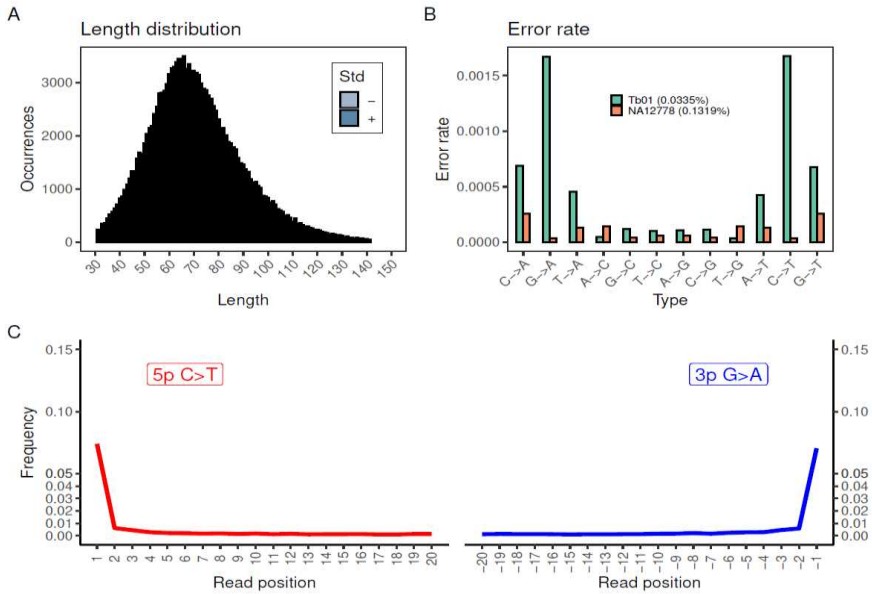 A
Length distribution
Occurrences
3000
2000
1000
0
Std
−
+
30 40 50 60 70 80 90 100 110 120 130 140 150
Length
B
Error rate
Error rate
0.0015
0.0010
0.0005
0.0000
Tb01 (0.0335%)
NA12778 (0.1319%)
C−>A G−>A T−>A A−>C G−>C T−>C A−>G C−>G T−>G A−>T C−>T G−>T
Type
C
Frequency
0.15
0.10
0.05
0.04
0.03
0.02
0.01
0.00
5p C>T
1 2 3 4 5 6 7 8 9 10 11 12 13 14 15 16 17 18 19 20
Read position
3p G>A
0.15
0.10
0.05
0.04
0.03
0.02
0.01
0.00
−20 −19 −18 −17 −16 −15 −14 −13 −12 −11 −10 −9 −8 −7 −6 −5 −4 −3 −2 −1
Read position